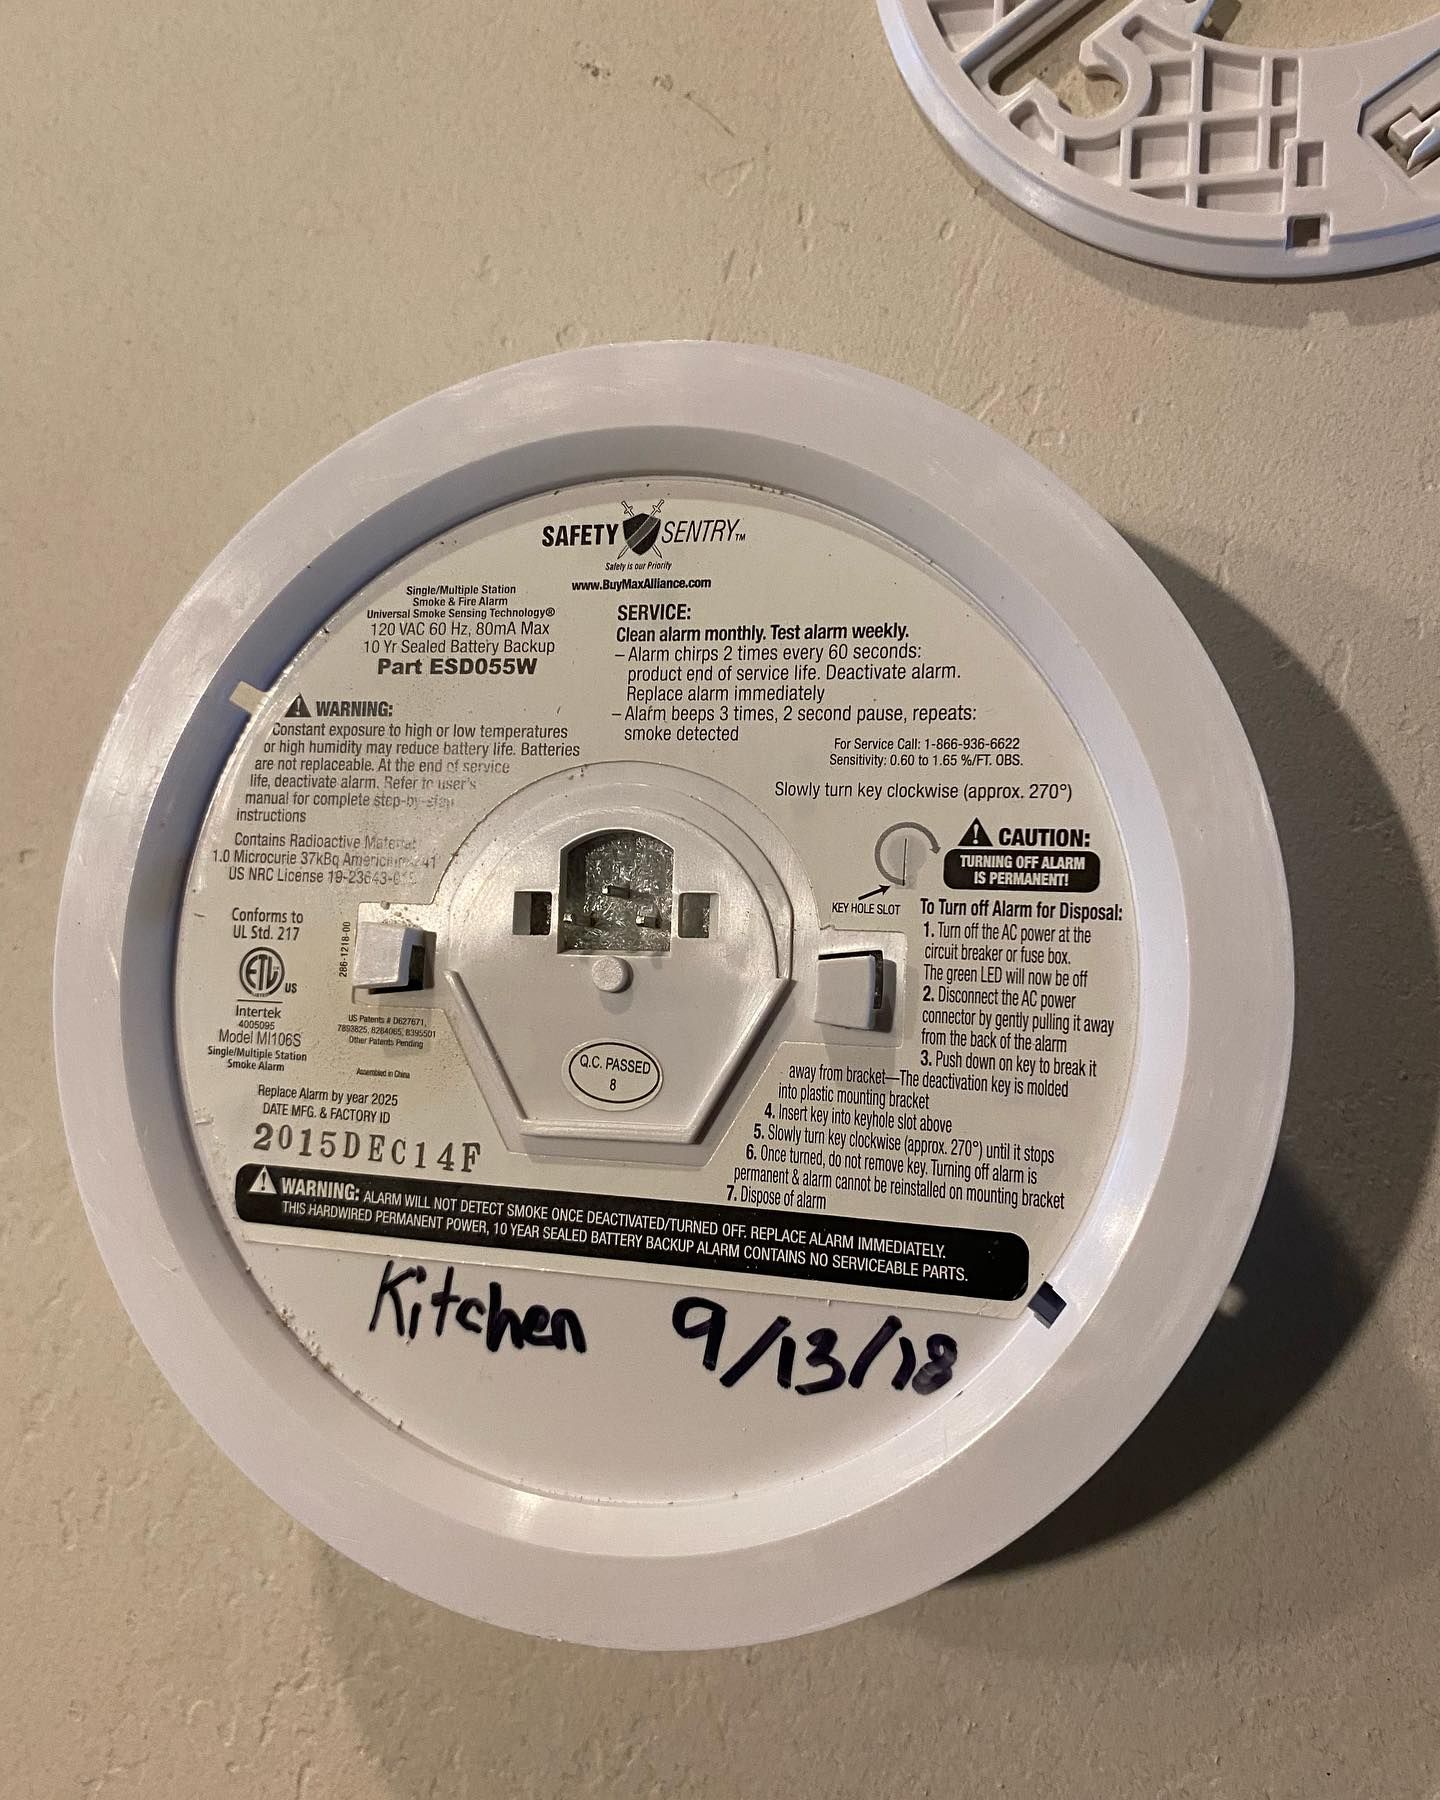 SAFETY SENTRY™
Safety is our Priority
www.BuyMaxAlliance.com
Single/Multiple Station
Smoke & Fire Alarm
Universal Smoke Sensing Technology®
120 VAC 60 Hz, 80mA Max
10 Yr Sealed Battery Backup
Part ESD055W
WARNING:
Constant exposure to high or low temperatures
or high humidity may reduce battery life. Batteries
are not replaceable. At the end of service
life, deactivate alarm. Refer to user's
manual for complete step-by-step
instructions
Contains Radioactive Material
1.0 Microcurie 37kBq Americium 241
US NRC License
Conforms to
UL Std. 217
ETL US
Intertek
4005095
Model MI106S
Single/Multiple Station
Smoke Alarm
286-1218-00
US Patents # D627671,
7893825, 8284065, 8395501
Other Patents Pending
Assembled in China
Replace Alarm by year 2025
DATE MFG. & FACTORY ID
2015DEC14F
SERVICE:
Clean alarm monthly. Test alarm weekly.
– Alarm chirps 2 times every 60 seconds:
product end of service life. Deactivate alarm.
Replace alarm immediately
– Alarm beeps 3 times, 2 second pause, repeats:
smoke detected
For Service Call: 1-866-936-6622
Sensitivity: 0.60 to 1.65 %/FT. OBS.
Slowly turn key clockwise (approx. 270°)
KEY HOLE SLOT
CAUTION:
TURNING OFF ALARM
IS PERMANENT!
To Turn off Alarm for Disposal:
1. Turn off the AC power at the
circuit breaker or fuse box.
The green LED will now be off
2. Disconnect the AC power
connector by gently pulling it away
from the back of the alarm
3. Push down on key to break it
away from bracket—The deactivation key is molded
into plastic mounting bracket
4. Insert key into keyhole slot above
5. Slowly turn key clockwise (approx. 270°) until it stops
6. Once turned, do not remove key. Turning off alarm is
permanent & alarm cannot be reinstalled on mounting bracket
7. Dispose of alarm
Q.C. PASSED
8
WARNING: ALARM WILL NOT DETECT SMOKE ONCE DEACTIVATED/TURNED OFF. REPLACE ALARM IMMEDIATELY.
THIS HARDWIRED PERMANENT POWER, 10 YEAR SEALED BATTERY BACKUP ALARM CONTAINS NO SERVICEABLE PARTS.
Kitchen 9/13/18